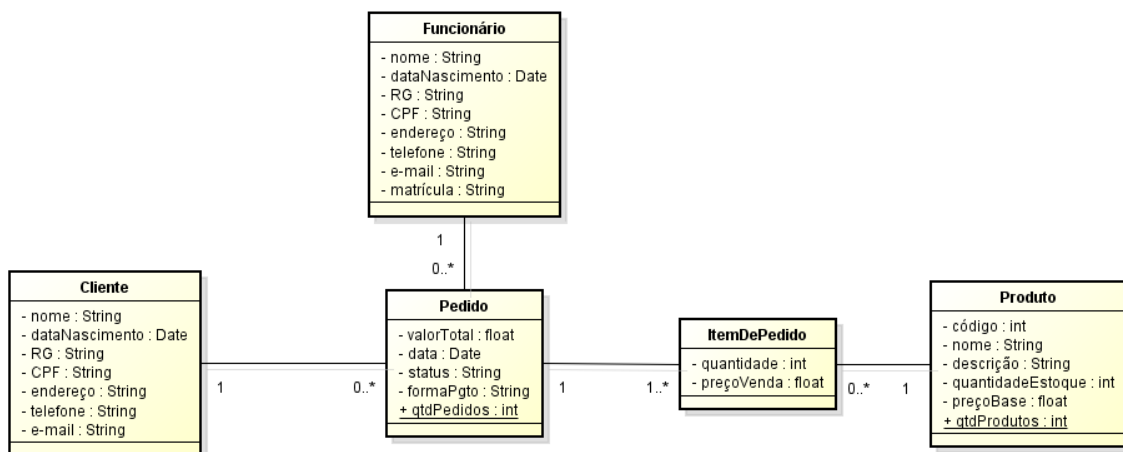 Funcionário
- nome : String
- dataNascimento : Date
- RG : String
- CPF : String
- endereço : String
- telefone : String
- e-mail : String
- matrícula : String
1
0..*
Cliente
- nome : String
- dataNascimento : Date
- RG : String
- CPF : String
- endereço : String
- telefone : String
- e-mail : String
1
0..*
Pedido
- valorTotal : float
- data : Date
- status : String
- formaPgto : String
+ qtdPedidos : int
1
1..*
ItemDePedido
- quantidade : int
- preçoVenda : float
0..*
1
Produto
- código : int
- nome : String
- descrição : String
- quantidadeEstoque : int
- preçoBase : float
+ qtdProdutos : int